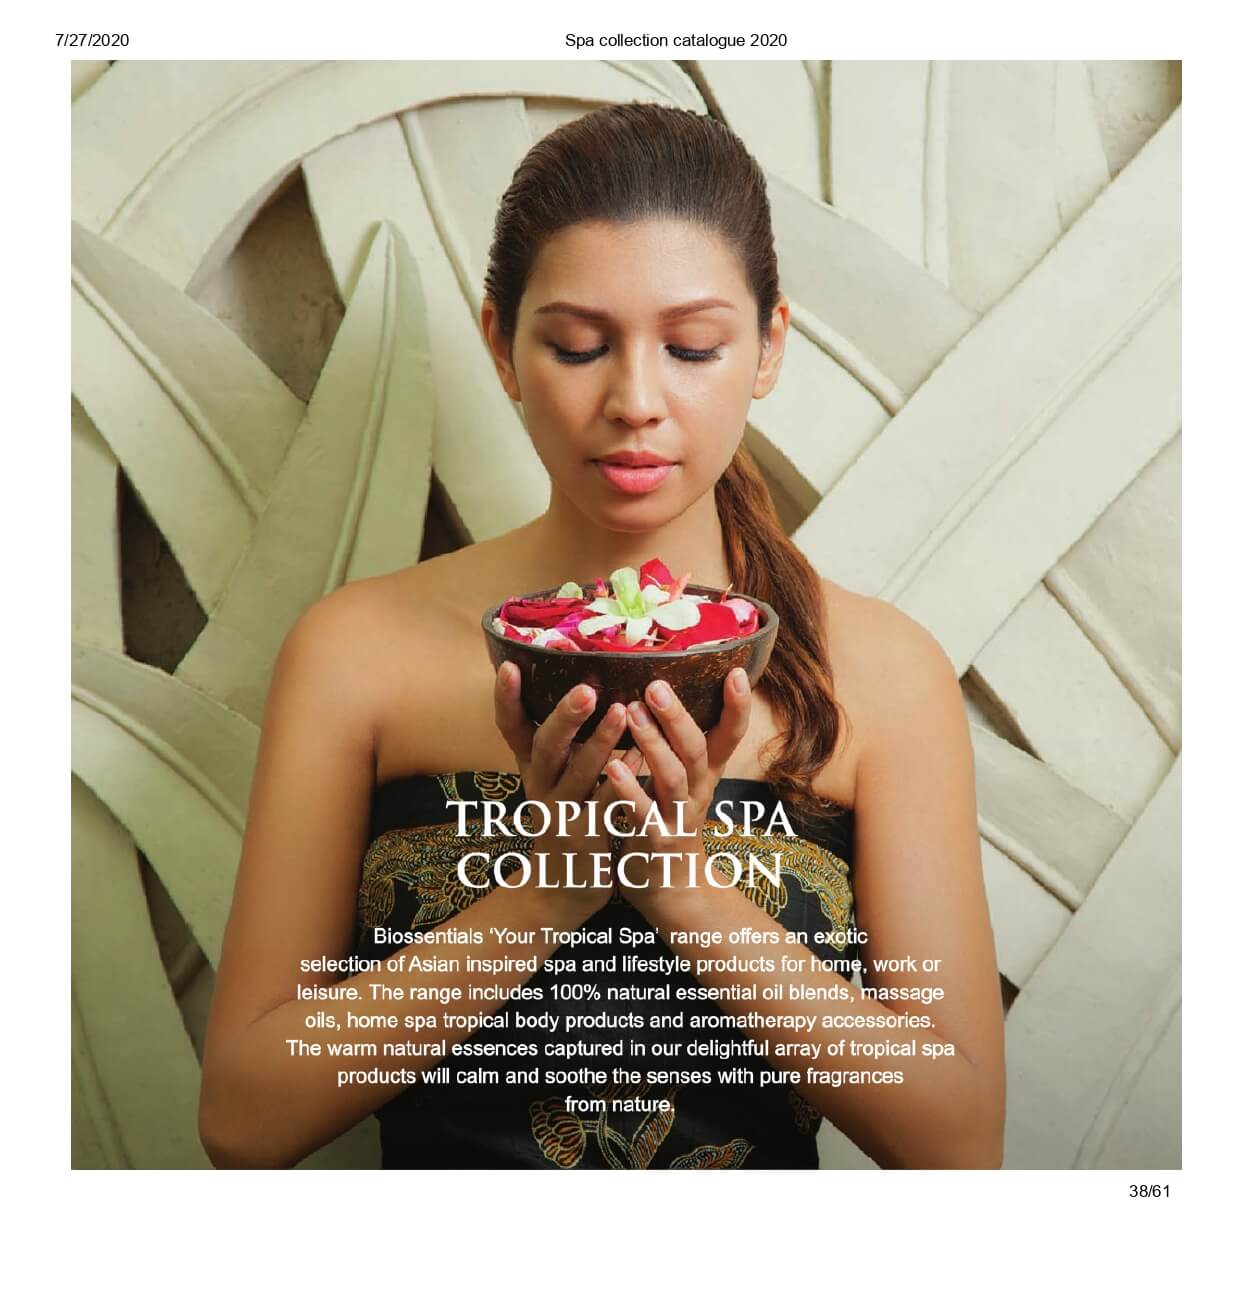 7/27/2020
Spa collection catalogue 2020
TROPICAL SPA
COLLECTION
Biossentials ‘Your Tropical Spa’ range offers an exotic
selection of Asian inspired spa and lifestyle products for home, work or
leisure. The range includes 100% natural essential oil blends, massage
oils, home spa tropical body products and aromatherapy accessories.
The warm natural essences captured in our delightful array of tropical spa
products will calm and soothe the senses with pure fragrances
from nature.
38/61